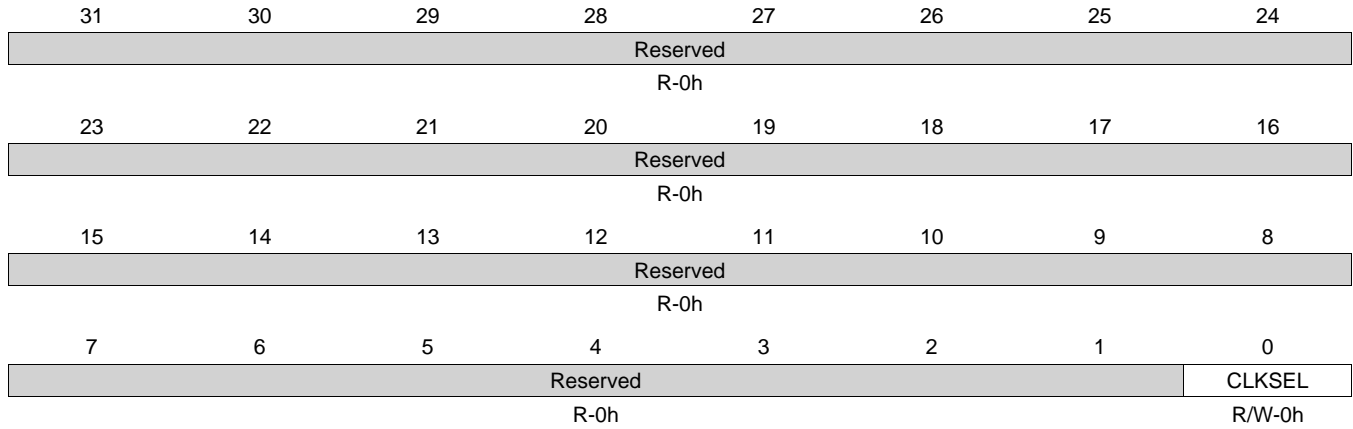 31 30 29 28 27 26 25 24
Reserved
R-0h
23 22 21 20 19 18 17 16
Reserved
R-0h
15 14 13 12 11 10 9 8
Reserved
R-0h
7 6 5 4 3 2 1 0
Reserved CLKSEL
R-0h R/W-0h